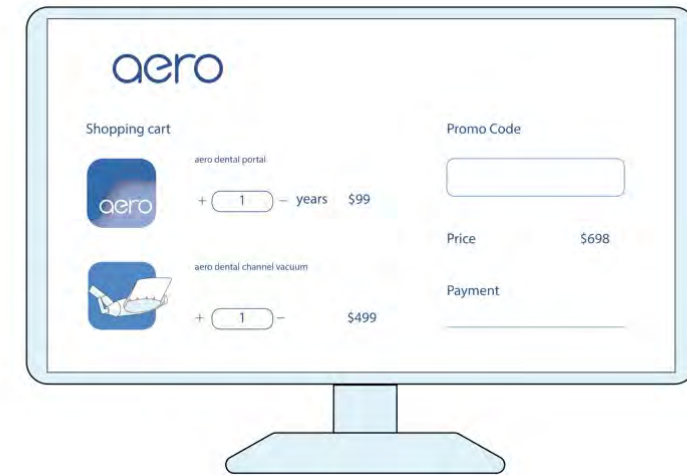 aero
Shopping cart
aero dental portal
aero
+ 1 − years $99
aero dental channel vacuum
+ 1 − $499
Promo Code
Price $698
Payment